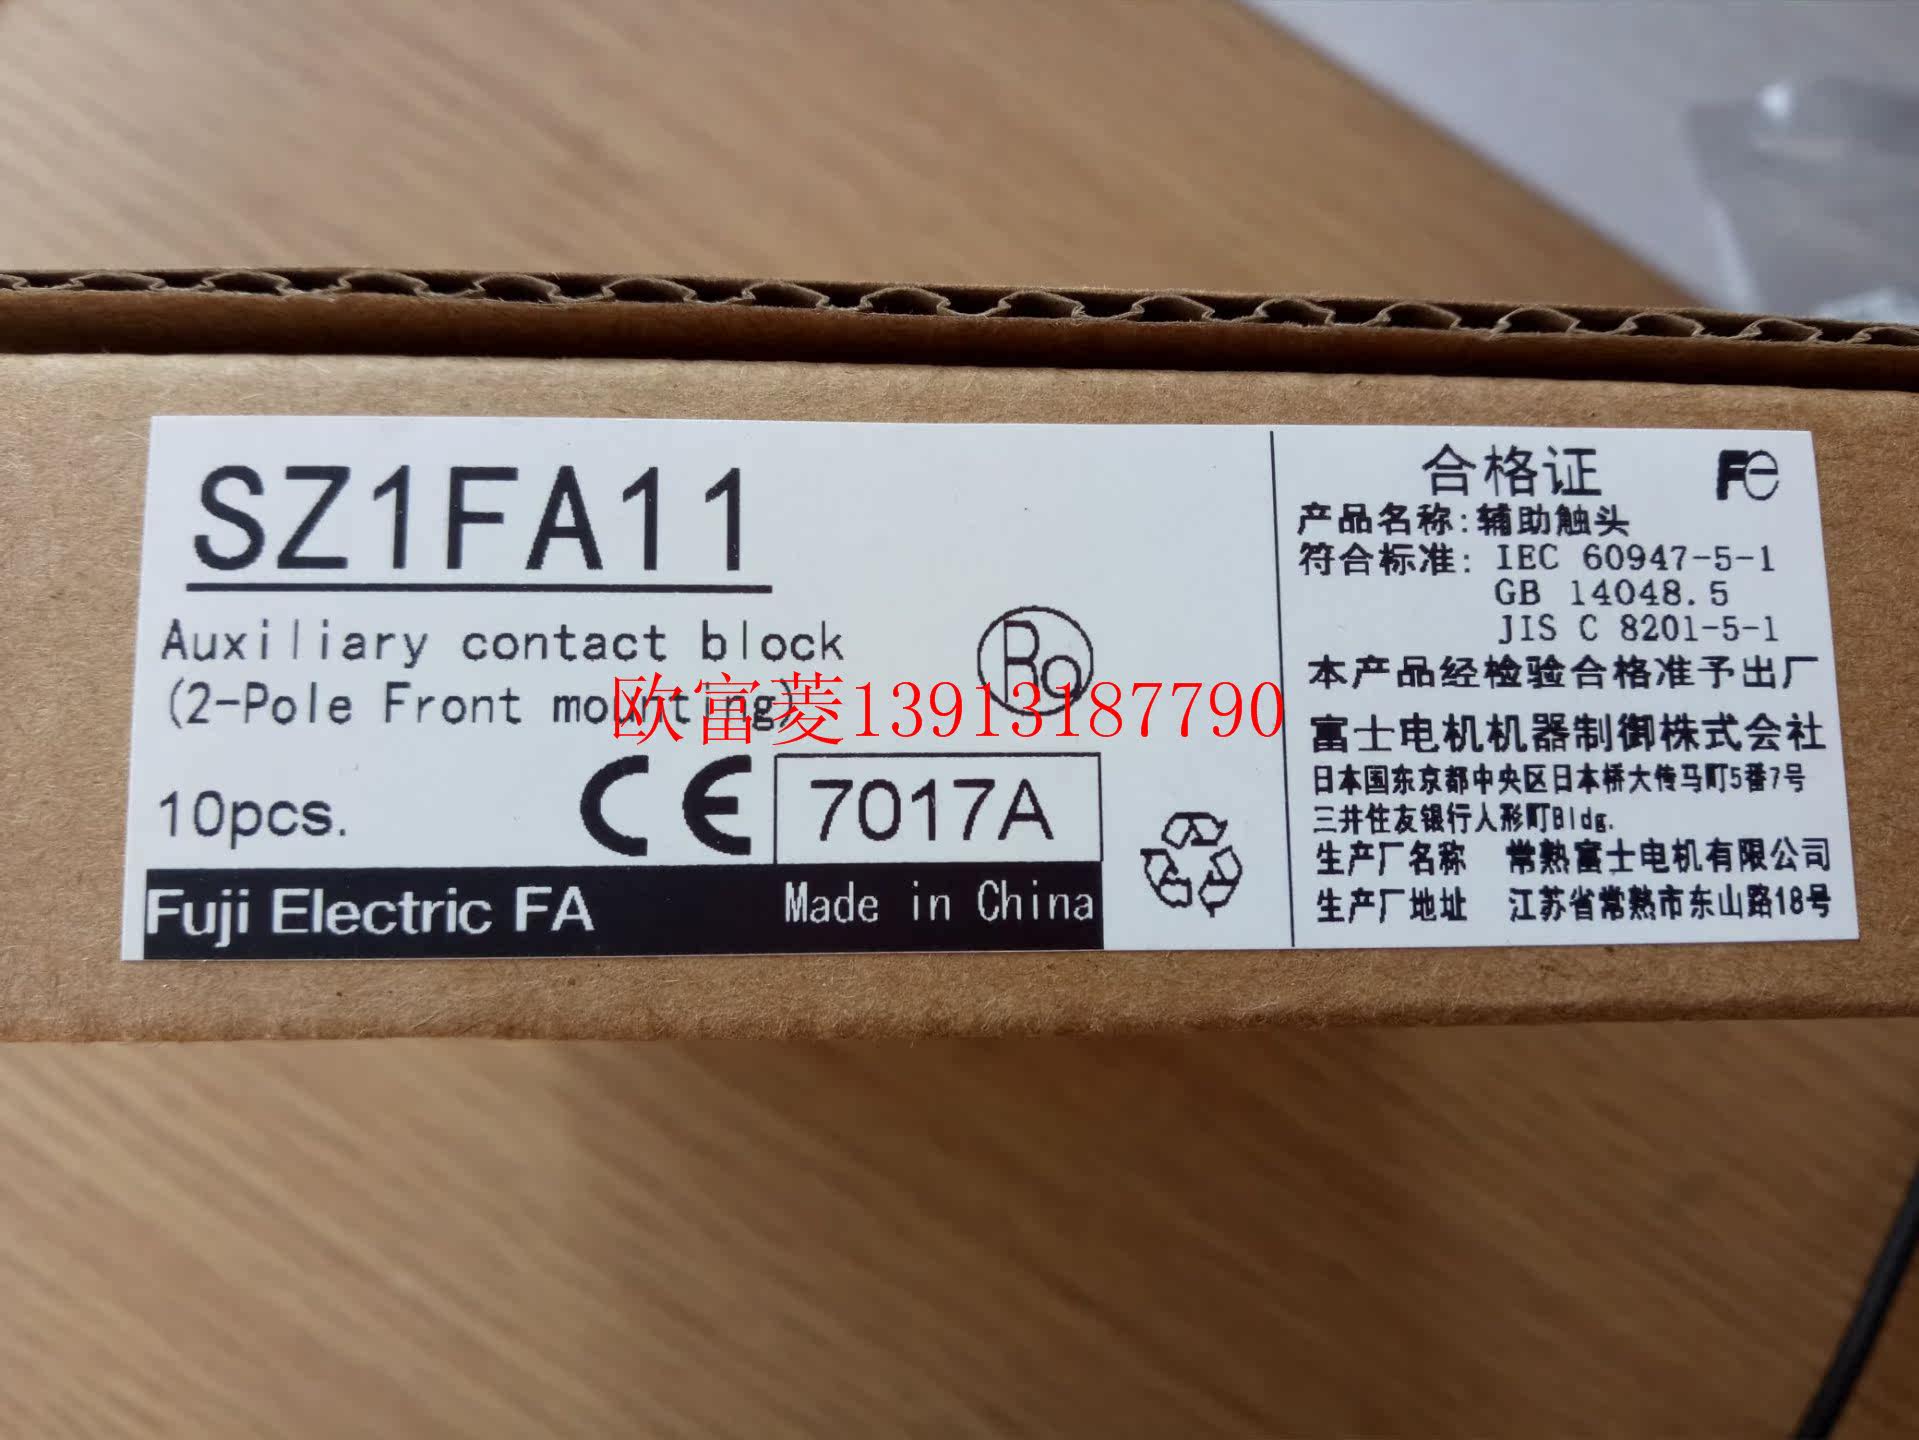 SZ1FA11
Auxiliary contact block
(2-Pole Front mounting)
Ro
欧富菱13913187790
10pcs.
CE
7017A
Fuji Electric FA
Made in China
合格证
Fe
产品名称:辅助触头
符合标准: IEC 60947-5-1
GB 14048.5
JIS C 8201-5-1
本产品经检验合格准予出厂
富士电机机器制御株式会社
日本国东京都中央区日本桥大传马町5番7号
三井住友银行人形町Bldg.
生产厂名称 常熟富士电机有限公司
生产厂地址 江苏省常熟市东山路18号